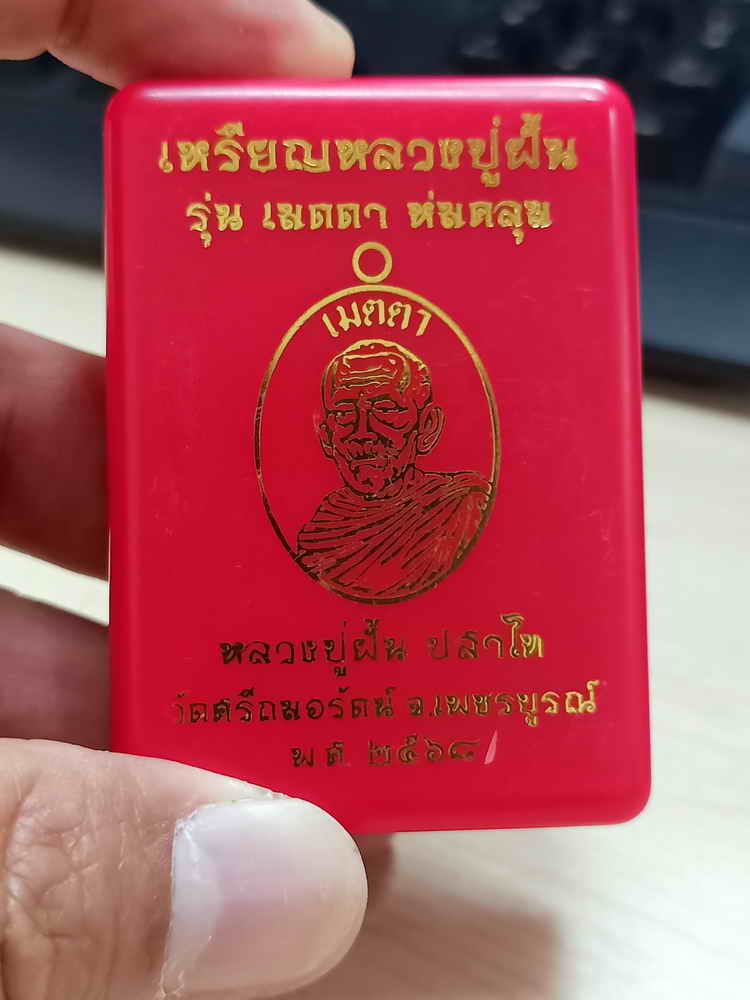 เหรียญหลวงปู่ฝั้น
รุ่น เมตตา ห่มคลุม
เมตตา
หลวงปู่ฝั้น ปสาโท
วัดศรีถมอรัตน์ จ.เพชรบูรณ์
พ.ศ. ๒๕๖๘